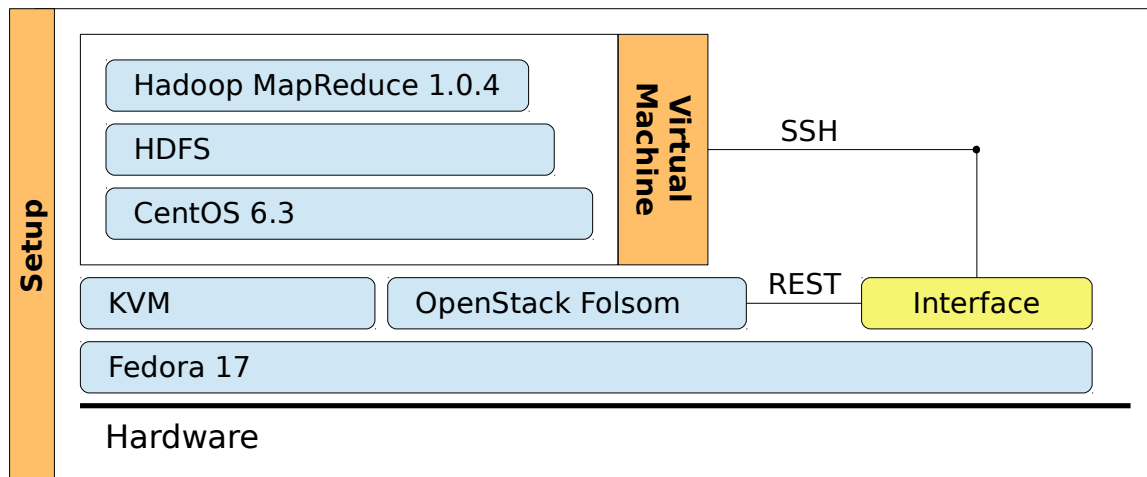 Setup
Hadoop MapReduce 1.0.4
HDFS
CentOS 6.3
Virtual
Machine
SSH
KVM
OpenStack Folsom
REST
Interface
Fedora 17
Hardware